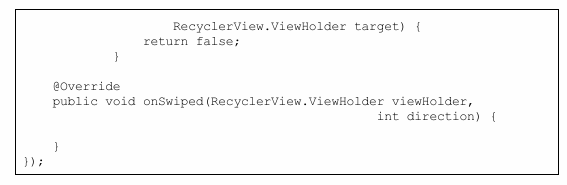 RecyclerView.ViewHolder target) {
return false;
}
@Override
public void onSwiped(RecyclerView.ViewHolder viewHolder,
int direction) {
}
});